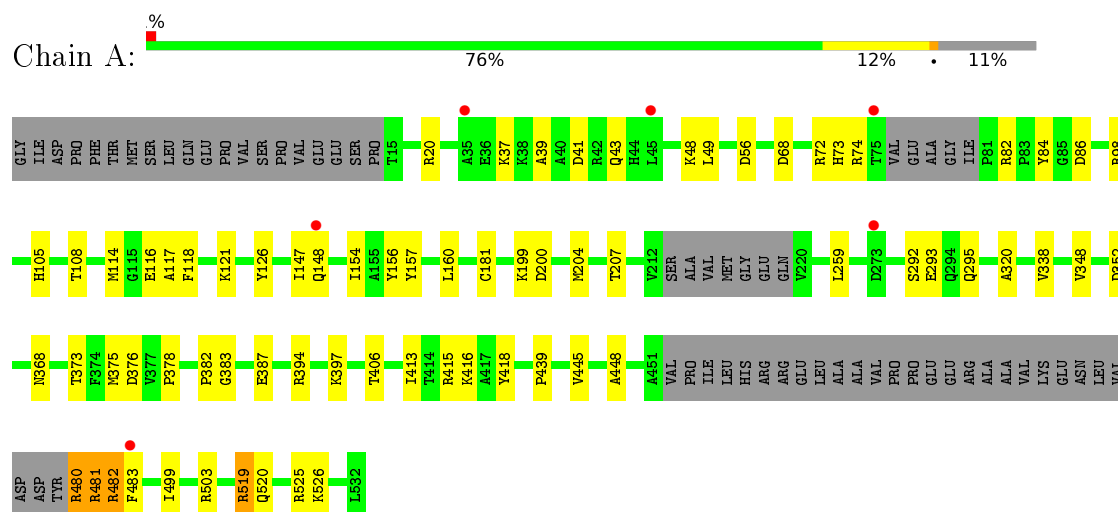 .%
Chain A:
76% 12% • 11%
GLY ILE ASP PRO PHE THR MET SER LEU GLN GLU PRO VAL SER PRO VAL GLU GLU SER PRO T15 R20 A35 E36 K37 K38 A39 A40 D41 R42 Q43 H44 L45 K48 L49 D56 D68 R72 H73 R74 T75 VAL GLU ALA GLY ILE P81 R82 P83 Y84 G85 D86
H105 T108 M114 G115 E116 A117 F118 K121 Y126 I147 Q148 I154 A155 Y156 Y157 L160 C181 K199 D200 M204 T207 V212 SER ALA VAL MET GLY GLU GLN V220 L259 D273 S292 E293 Q294 Q295 A320 V338 V348
N368 T373 F374 M375 D376 V377 P378 P382 G383 E387 R394 K397 T406 I413 T414 R415 K416 A417 Y418 P439 V445 A448 A451 VAL PRO ILE LEU HIS ARG ARG GLU LEU ALA ALA VAL PRO PRO GLU GLU ARG ALA ALA VAL LYS GLU ASN LEU
ASP ASP TYR R480 R481 R482 F483 I499 R503 R519 Q520 R525 K526 L532